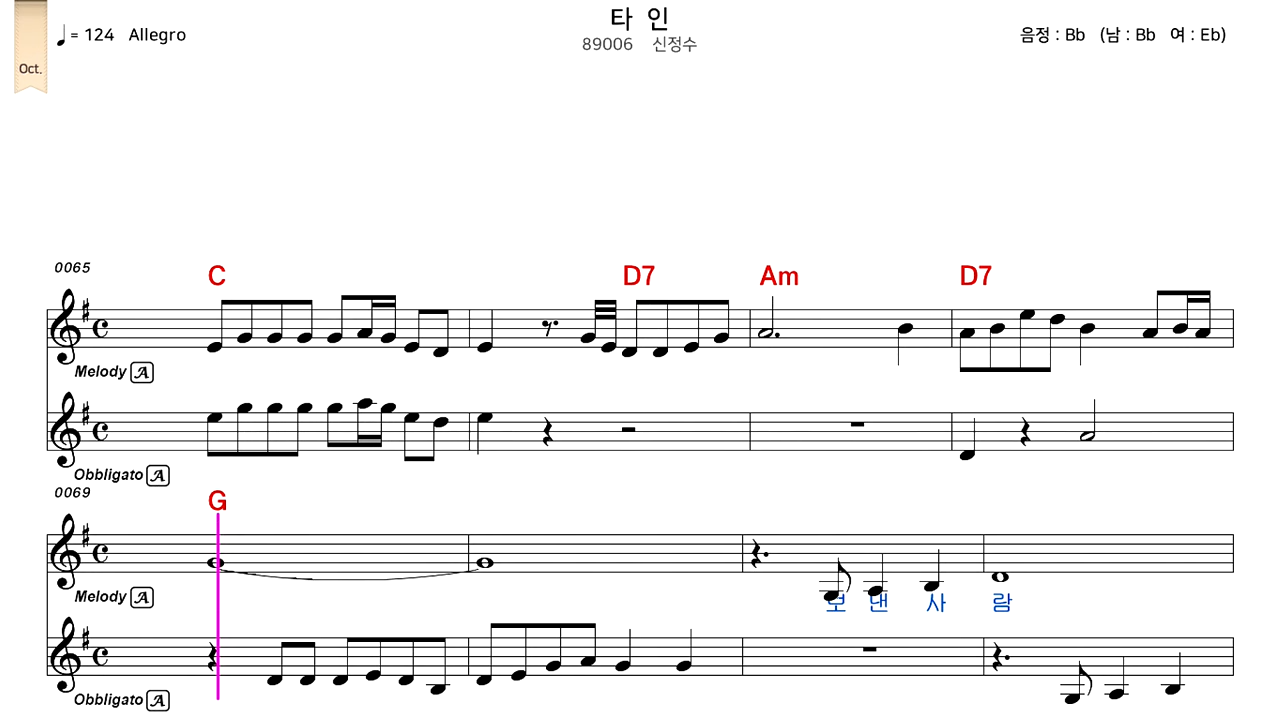 타 인
♩ = 124 Allegro
89006 신정수
음정 : Bb (남 : Bb 여 : Eb)
Oct.
0065
C D7 Am D7
Melody A
Obbligato A
0069
G
Melody A
보 낸 사 람
Obbligato A